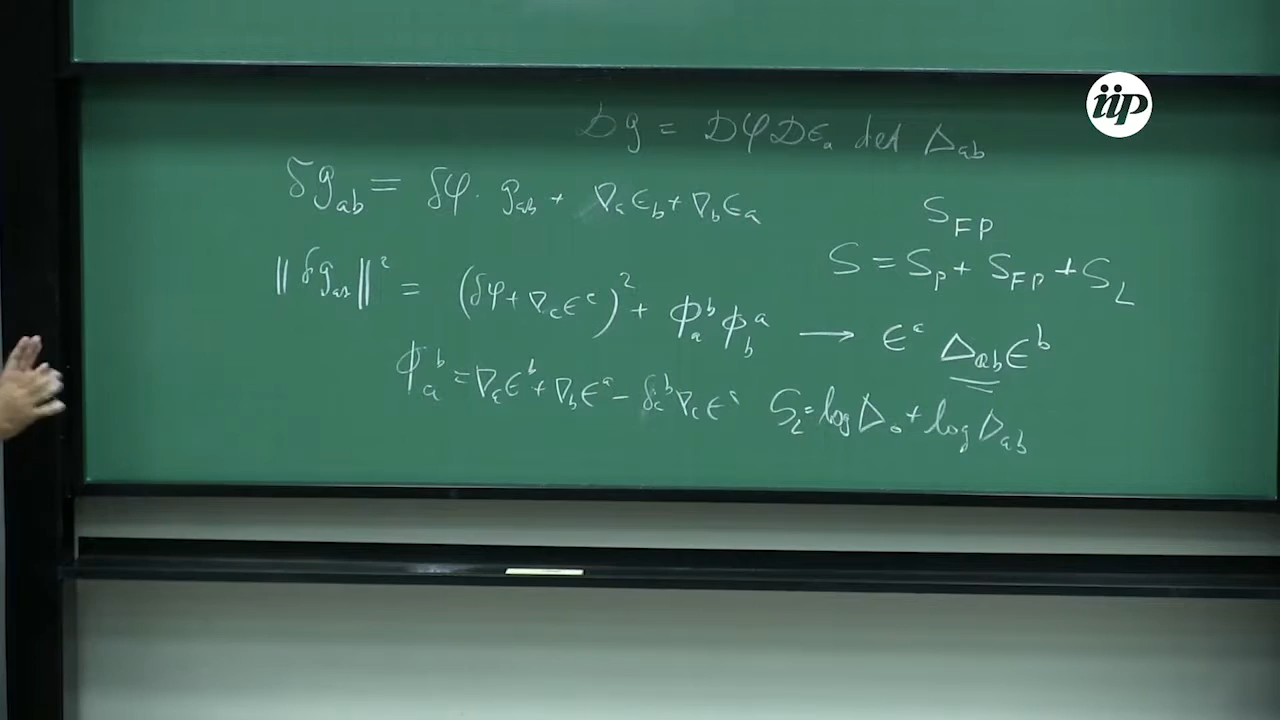 iip
Dg = DφDϵₐ det Δ_ab
δg_ab = δφ · g_ab + ∇_a ϵ_b + ∇_b ϵ_a
S_FP
S = S_P + S_FP + S_L
‖δg_ab‖² = (δφ + ∇_c ϵ^c)² + ϕ_a^b ϕ_b^a → ϵ^a Δ_ab ϵ^b
ϕ_a^b = ∇_a ϵ^b + ∇_b ϵ^a − δ_a^b ∇_c ϵ^c S_L = log Δ_0 + log Δ_ab